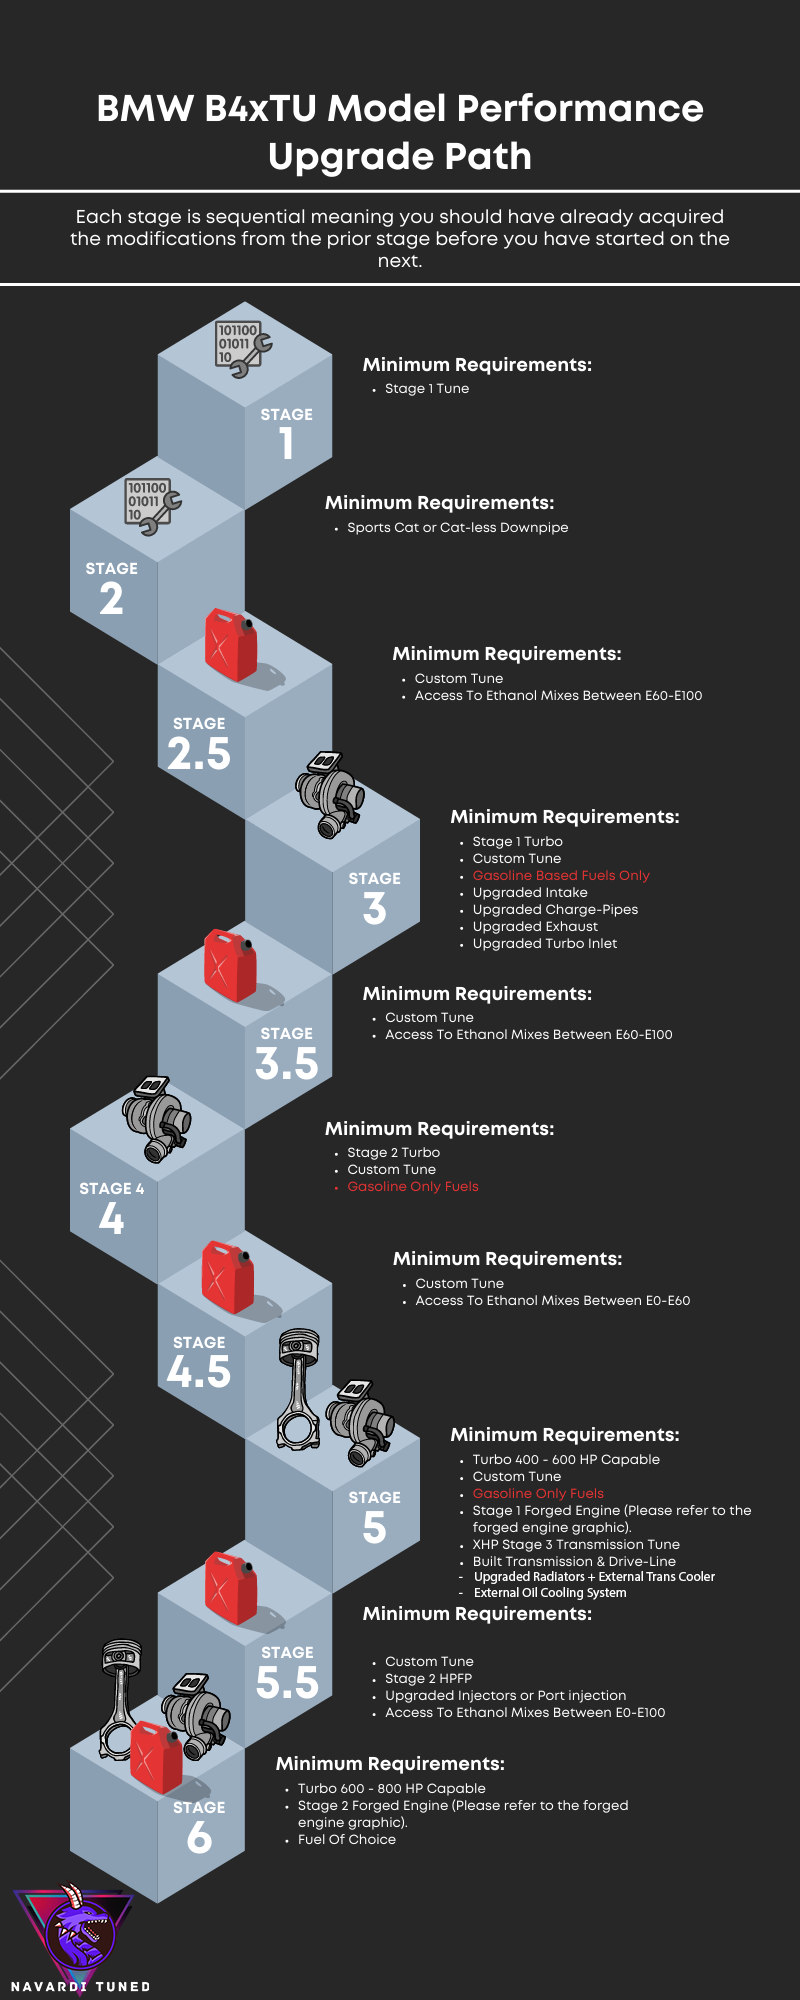 BMW B4xTU Model Performance
Upgrade Path
Each stage is sequential meaning you should have already acquired
the modifications from the prior stage before you have started on the
next.
101100
01011
10
STAGE
1
Minimum Requirements:
• Stage 1 Tune
101100
01011
10
STAGE
2
Minimum Requirements:
• Sports Cat or Cat-less Downpipe
STAGE
2.5
Minimum Requirements:
• Custom Tune
• Access To Ethanol Mixes Between E60-E100
STAGE
3
Minimum Requirements:
• Stage 1 Turbo
• Custom Tune
• Gasoline Based Fuels Only
• Upgraded Intake
• Upgraded Charge-Pipes
• Upgraded Exhaust
• Upgraded Turbo Inlet
STAGE
3.5
Minimum Requirements:
• Custom Tune
• Access To Ethanol Mixes Between E60-E100
STAGE 4
4
Minimum Requirements:
• Stage 2 Turbo
• Custom Tune
• Gasoline Only Fuels
STAGE
4.5
Minimum Requirements:
• Custom Tune
• Access To Ethanol Mixes Between E0-E60
STAGE
5
Minimum Requirements:
• Turbo 400 - 600 HP Capable
• Custom Tune
• Gasoline Only Fuels
• Stage 1 Forged Engine (Please refer to the
forged engine graphic).
• XHP Stage 3 Transmission Tune
• Built Transmission & Drive-Line
- Upgraded Radiators + External Trans Cooler
- External Oil Cooling System
STAGE
5.5
Minimum Requirements:
• Custom Tune
• Stage 2 HPFP
• Upgraded Injectors or Port injection
• Access To Ethanol Mixes Between E0-E100
STAGE
6
Minimum Requirements:
• Turbo 600 - 800 HP Capable
• Stage 2 Forged Engine (Please refer to the forged
engine graphic).
• Fuel Of Choice
NAVARDI TUNED